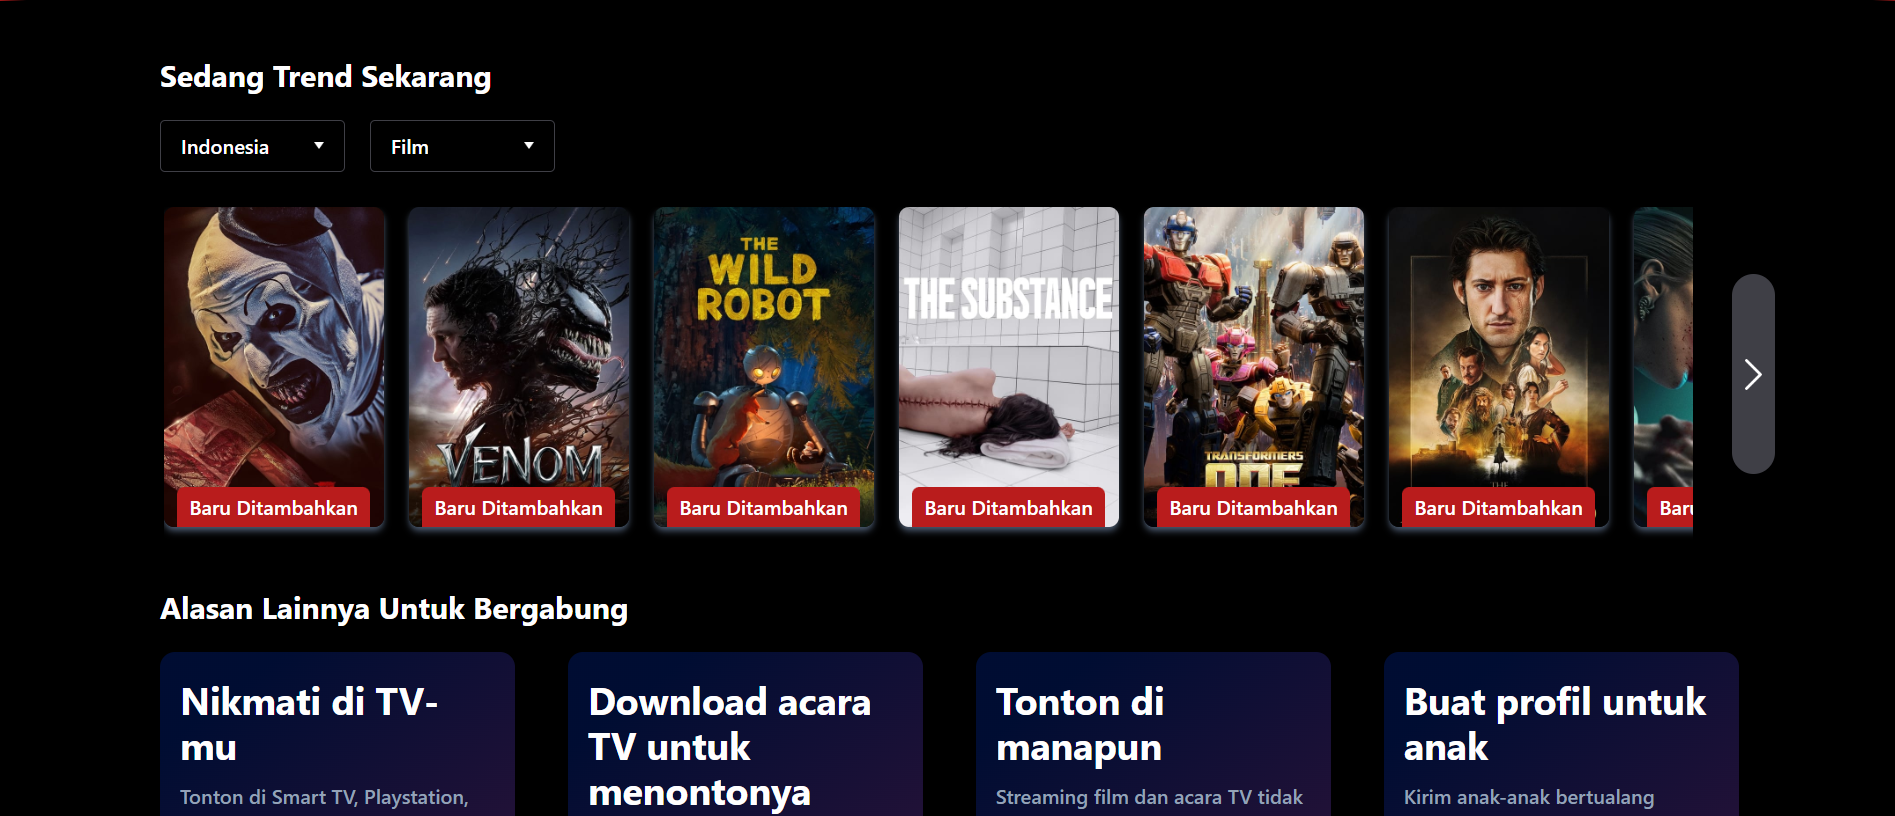 Sedang Trend Sekarang
Indonesia
Film
THE
WILD
ROBOT
THE SUBSTANCE
VENOM
TRANSFORMERS
ONE
THE
Baru Ditambahkan
Baru Ditambahkan
Baru Ditambahkan
Baru Ditambahkan
Baru Ditambahkan
Baru Ditambahkan
Baru
Alasan Lainnya Untuk Bergabung
Nikmati di TV-
mu
Tonton di Smart TV, Playstation,
Download acara
TV untuk
menontonya
Tonton di
manapun
Streaming film dan acara TV tidak
Buat profil untuk
anak
Kirim anak-anak bertualang